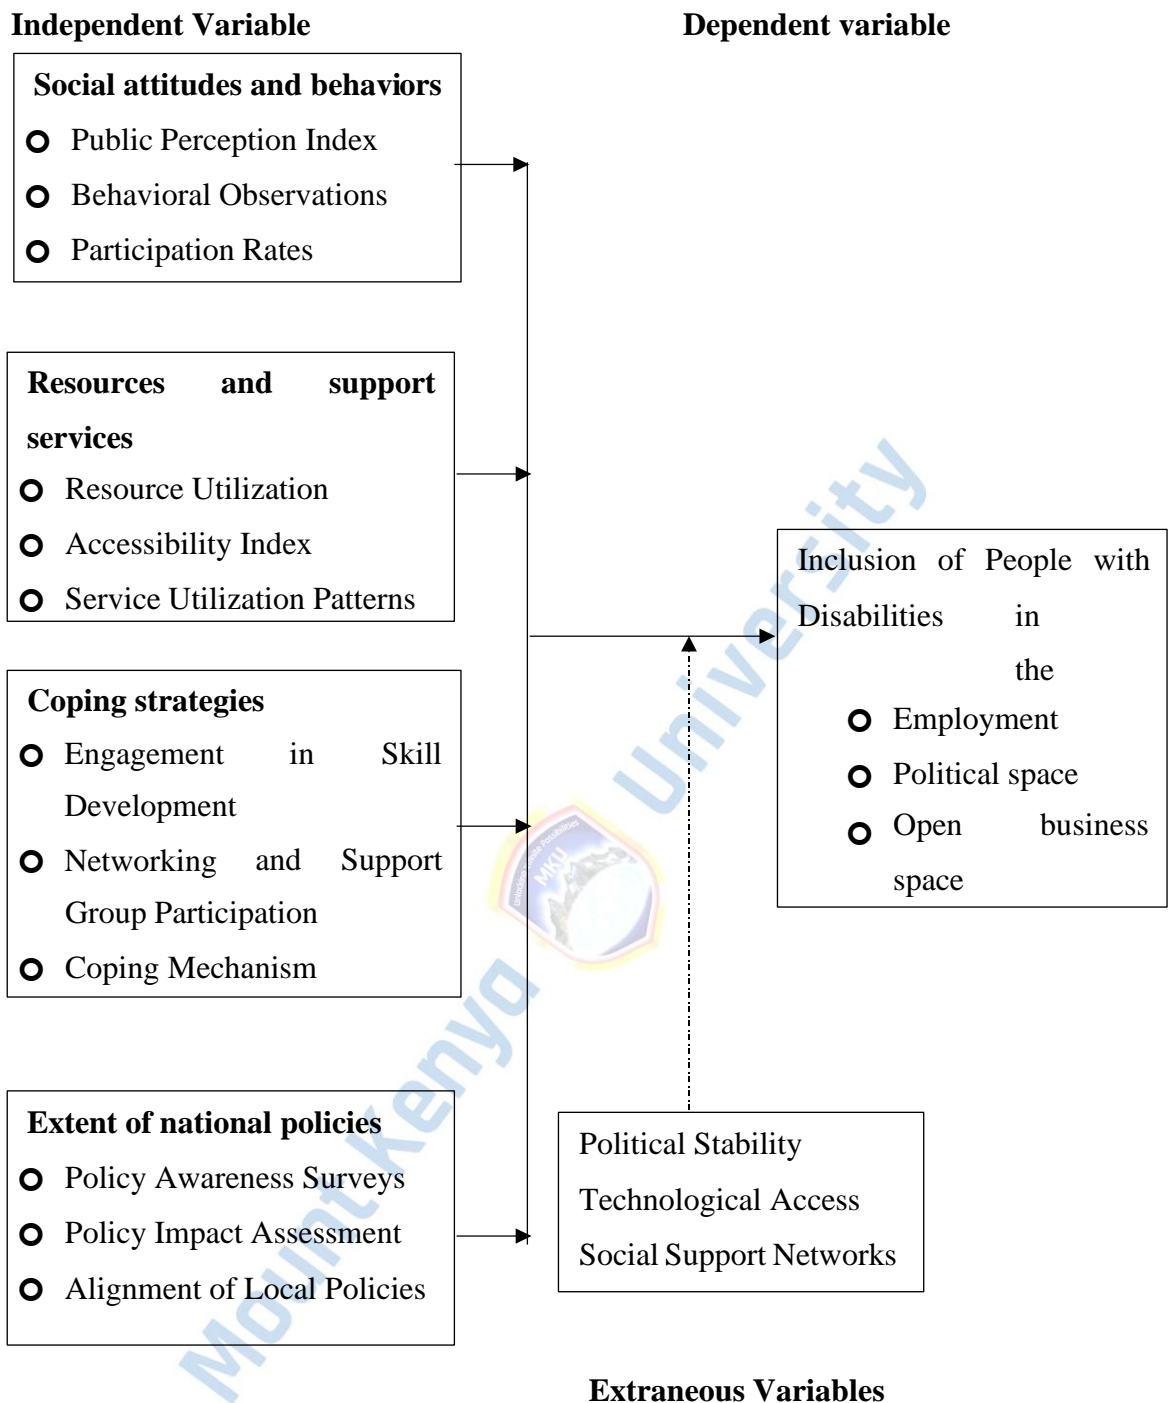 Independent Variable
Dependent variable
Social attitudes and behaviors
Public Perception Index
Behavioral Observations
Participation Rates
Resources and support
services
Resource Utilization
Accessibility Index
Service Utilization Patterns
Coping strategies
Engagement in Skill
Development
Networking and Support
Group Participation
Coping Mechanism
Extent of national policies
Policy Awareness Surveys
Policy Impact Assessment
Alignment of Local Policies
Inclusion of People with
Disabilities in
the
Employment
Political space
Open business
space
Political Stability
Technological Access
Social Support Networks
Extraneous Variables
Mount Kenya University
MKU